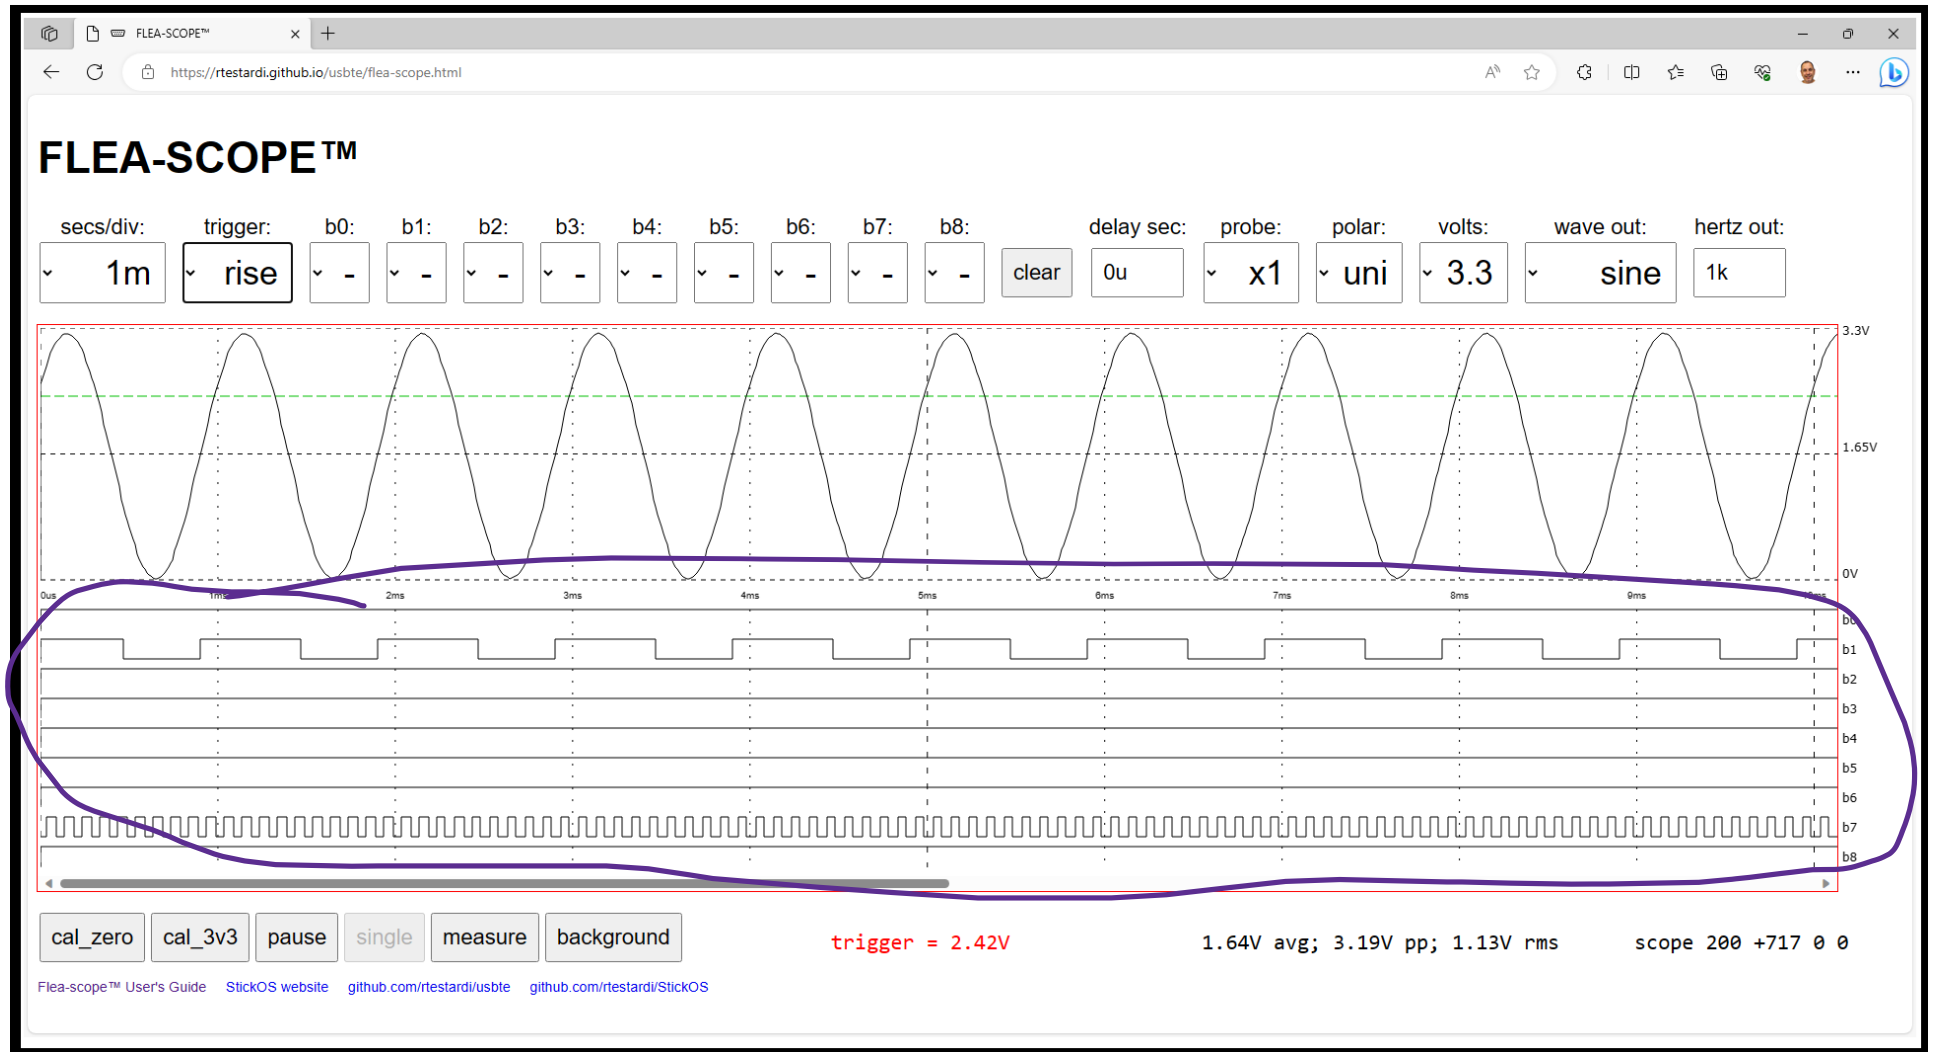 FLEA-SCOPE™
https://rtestardi.github.io/usbte/flea-scope.html
FLEA-SCOPE™
secs/div: trigger: b0: b1: b2: b3: b4: b5: b6: b7: b8: delay sec: probe: polar: volts: wave out: hertz out:
1m rise - - - - - - - - - clear 0u x1 uni 3.3 sine 1k
3.3V
1.65V
0V
0us 1ms 2ms 3ms 4ms 5ms 6ms 7ms 8ms 9ms
b0
b1
b2
b3
b4
b5
b6
b7
b8
cal_zero cal_3v3 pause single measure background trigger = 2.42V 1.64V avg; 3.19V pp; 1.13V rms scope 200 +717 0 0
Flea-scope™ User's Guide StickOS website github.com/rtestardi/usbte github.com/rtestardi/StickOS